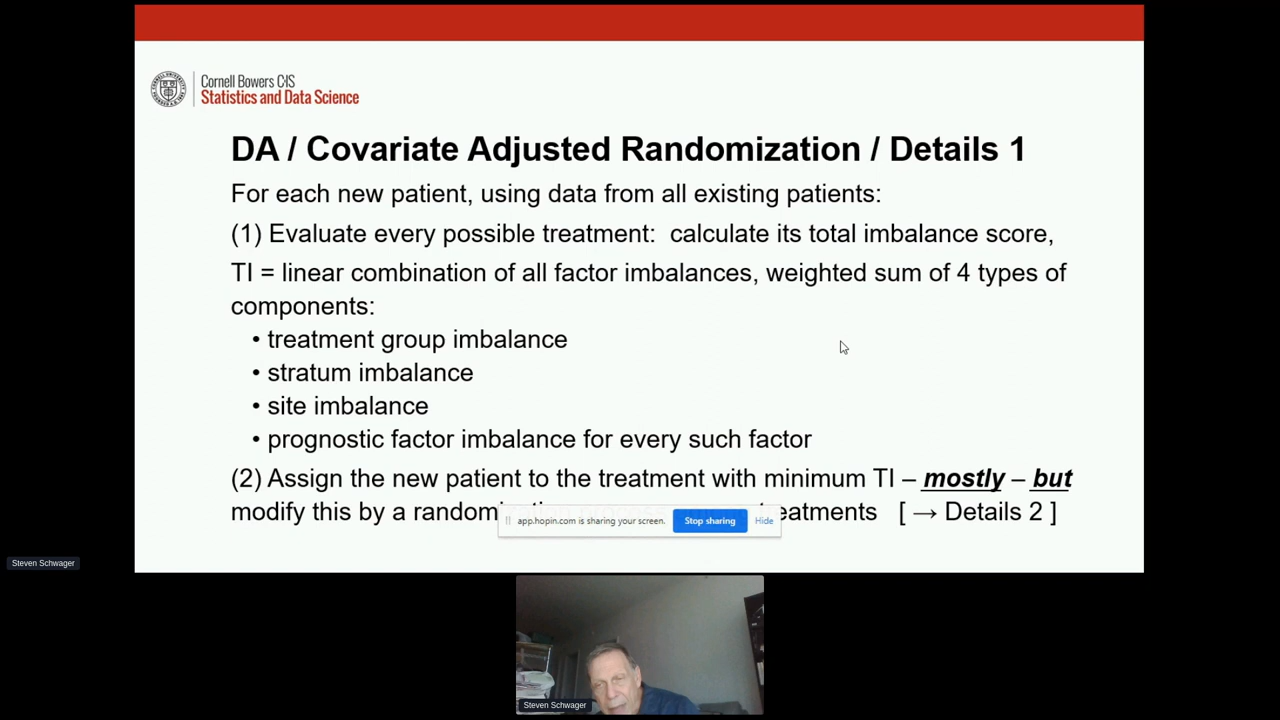 Cornell Bowers C·IS
Statistics and Data Science
DA / Covariate Adjusted Randomization / Details 1
For each new patient, using data from all existing patients:
(1) Evaluate every possible treatment: calculate its total imbalance score,
TI = linear combination of all factor imbalances, weighted sum of 4 types of
components:
• treatment group imbalance
• stratum imbalance
• site imbalance
• prognostic factor imbalance for every such factor
(2) Assign the new patient to the treatment with minimum TI – mostly – but
modify this by a [ → Details 2 ]
app.hopin.com is sharing your screen. Stop sharing Hide
Steven Schwager
Steven Schwager